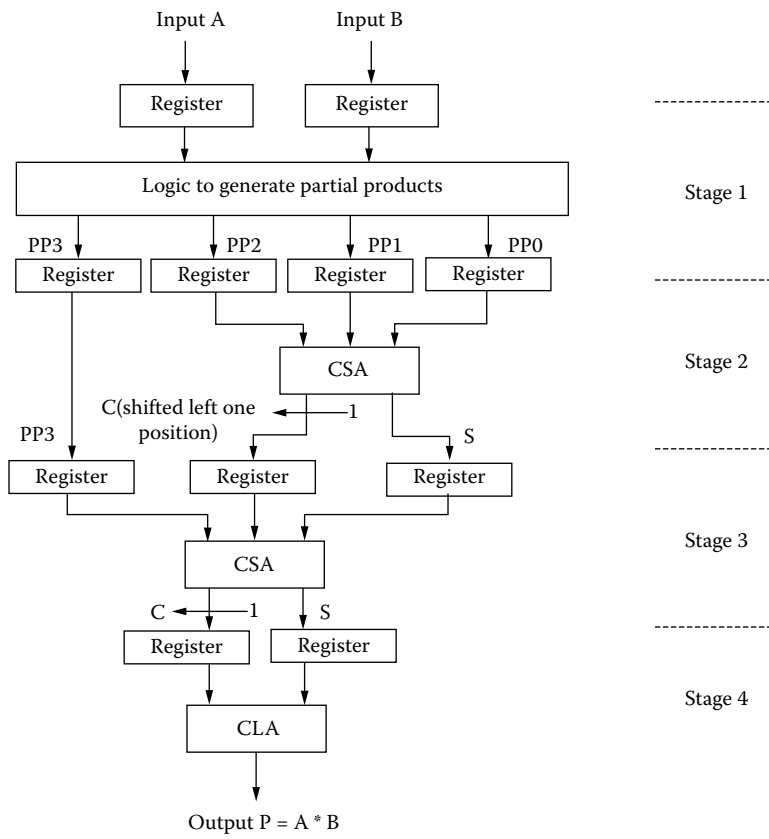 Input A
Input B
Register
Register
Logic to generate partial products
Stage 1
PP3
PP2
PP1
PP0
Register
Register
Register
Register
CSA
Stage 2
C(shifted left one
position)
1
PP3
S
Register
Register
Register
CSA
Stage 3
C
1
S
Register
Register
CLA
Stage 4
Output P = A * B